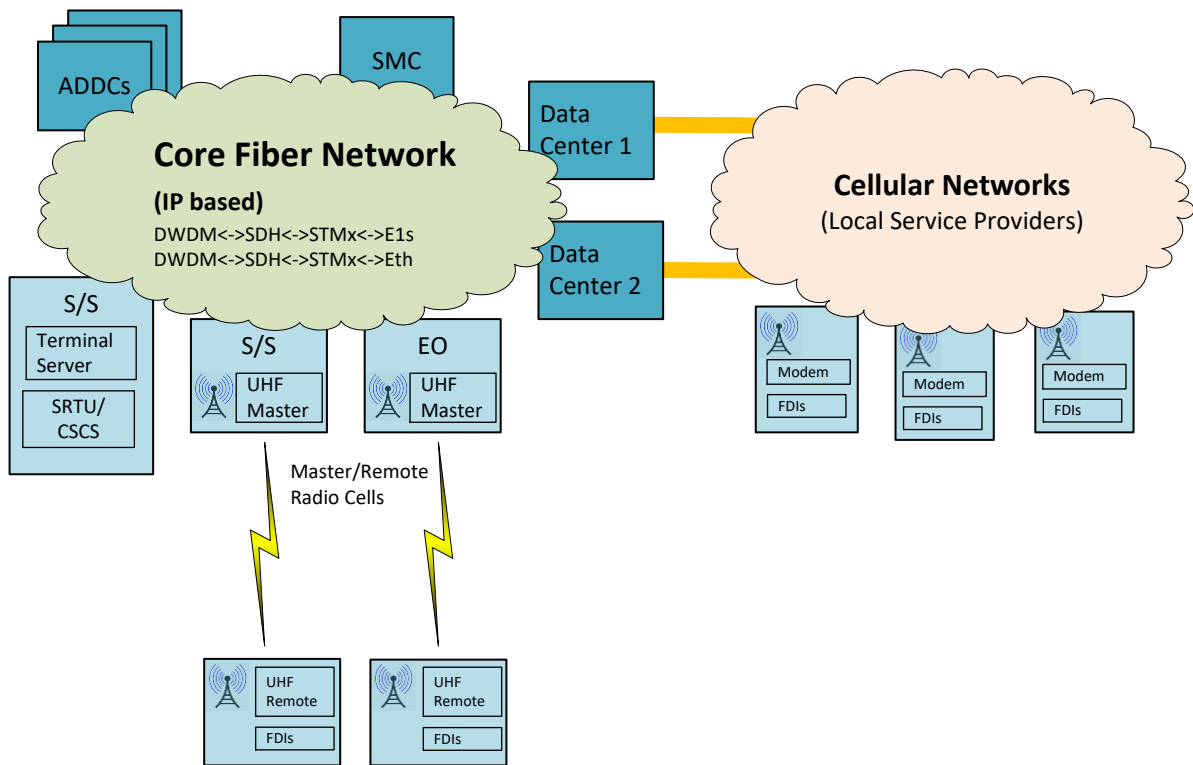 ADDCs
SMC
Core Fiber Network
(IP based)
DWDM<->SDH<->STMx<->E1s
DWDM<->SDH<->STMx<->Eth
Data
Center 1
Data
Center 2
Cellular Networks
(Local Service Providers)
S/S
Terminal
Server
SRTU/
CSCS
S/S
UHF
Master
EO
UHF
Master
Modem
FDIs
Modem
FDIs
Modem
FDIs
Master/Remote
Radio Cells
UHF
Remote
FDIs
UHF
Remote
FDIs